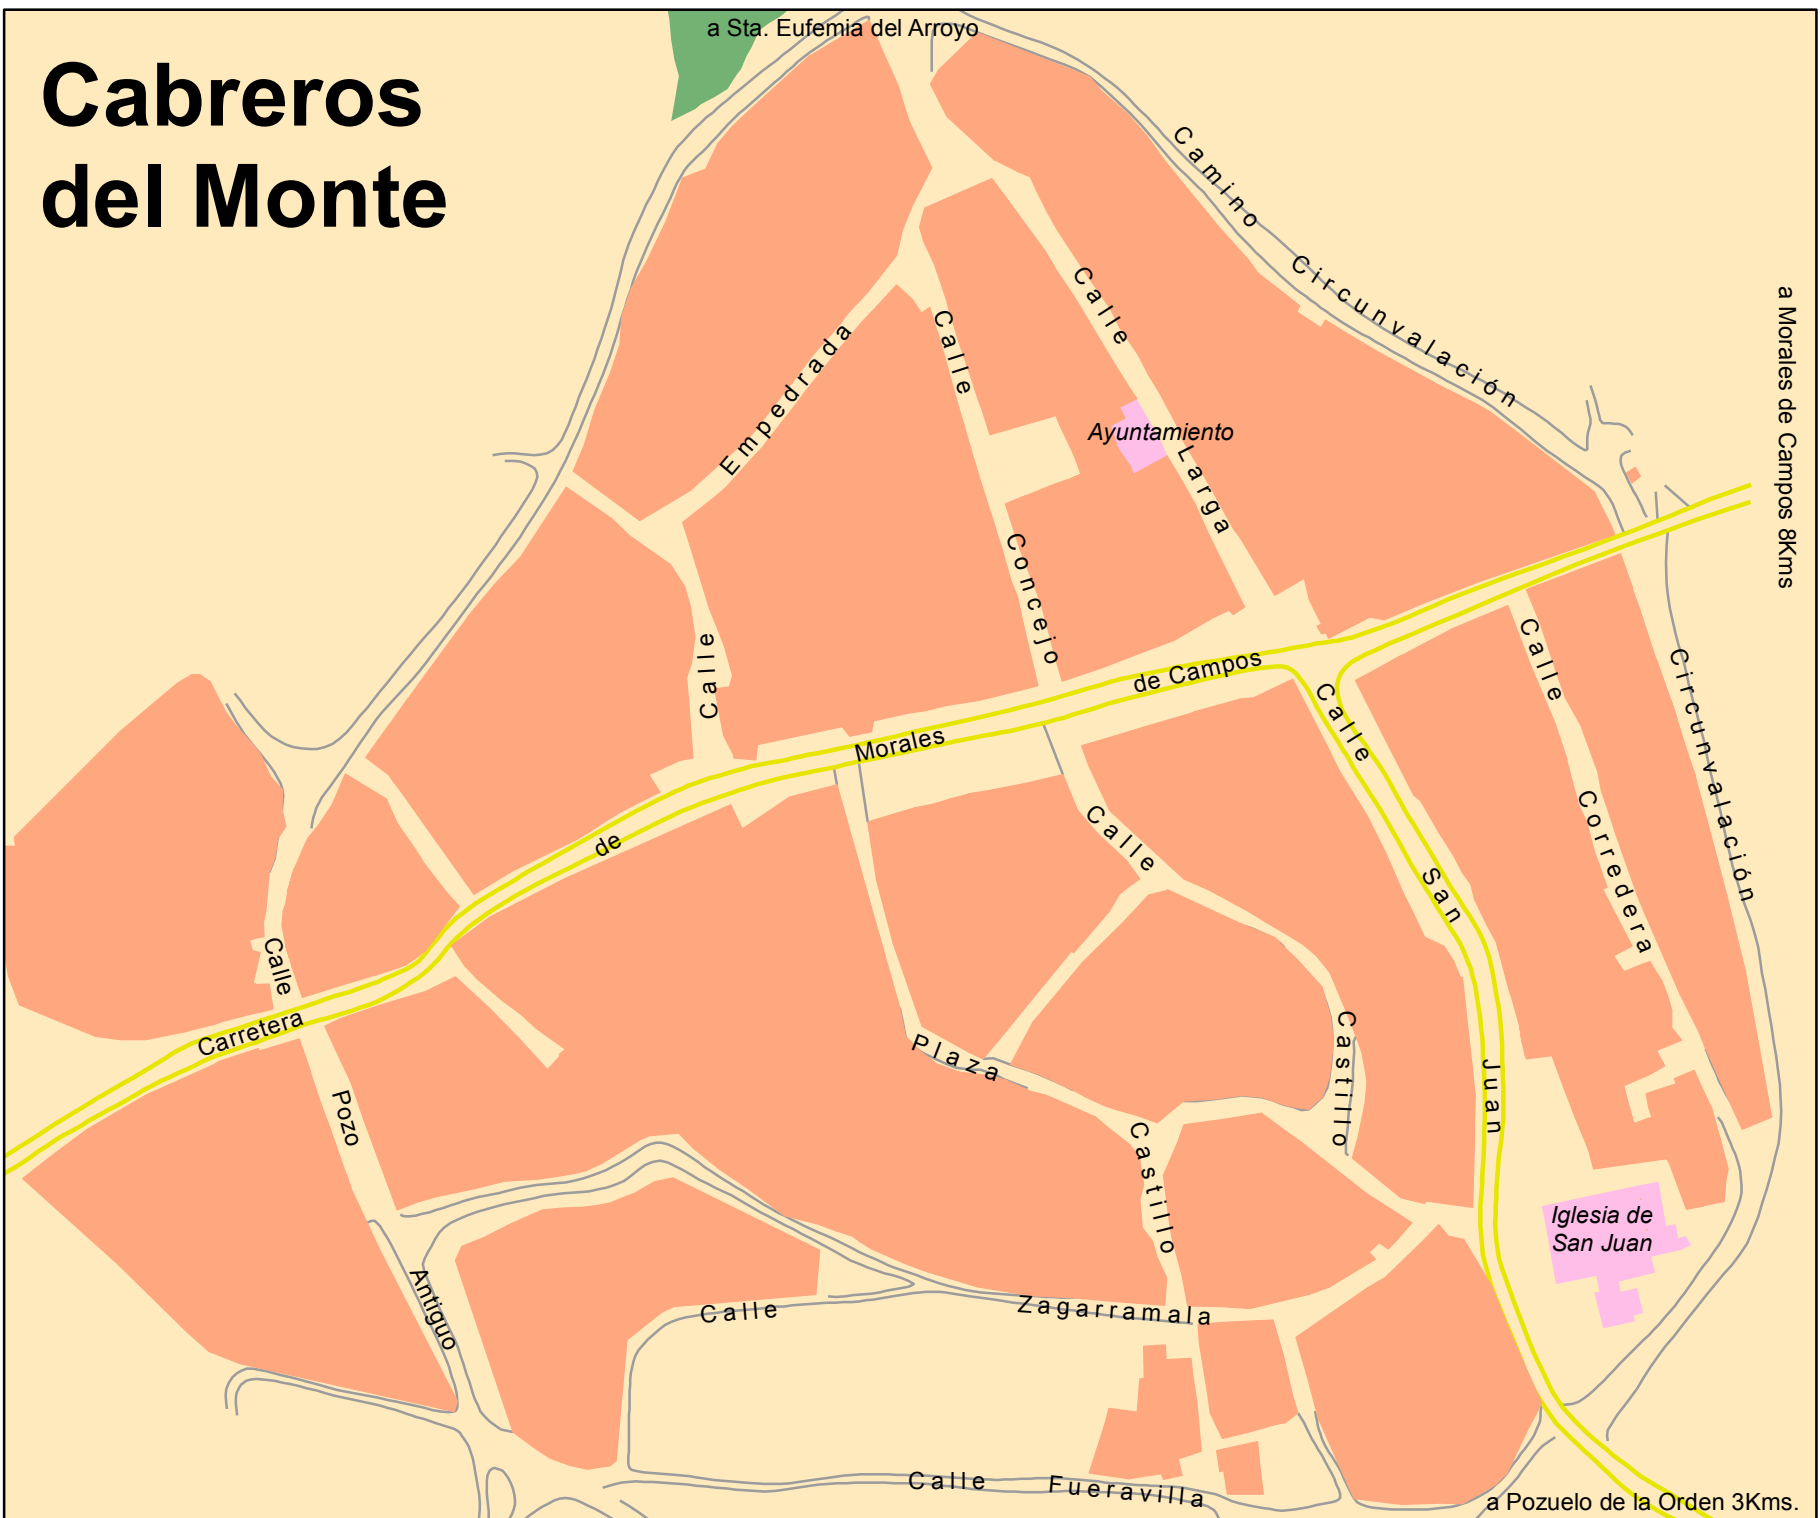 a Sta. Eufemia del Arroyo
Cabreros
del Monte
Camino Circunvalación
a Morales de Campos 8Kms
Calle Larga
Calle Concejo
Calle Empedrada
Ayuntamiento
Carretera de Morales de Campos
Calle San Juan
Calle Corredera
Circunvalación
Calle Castillo
Plaza
Castillo
Calle Pozo Antiguo
Iglesia de
San Juan
Calle Zagarramala
Calle Fueravilla
a Pozuelo de la Orden 3Kms.